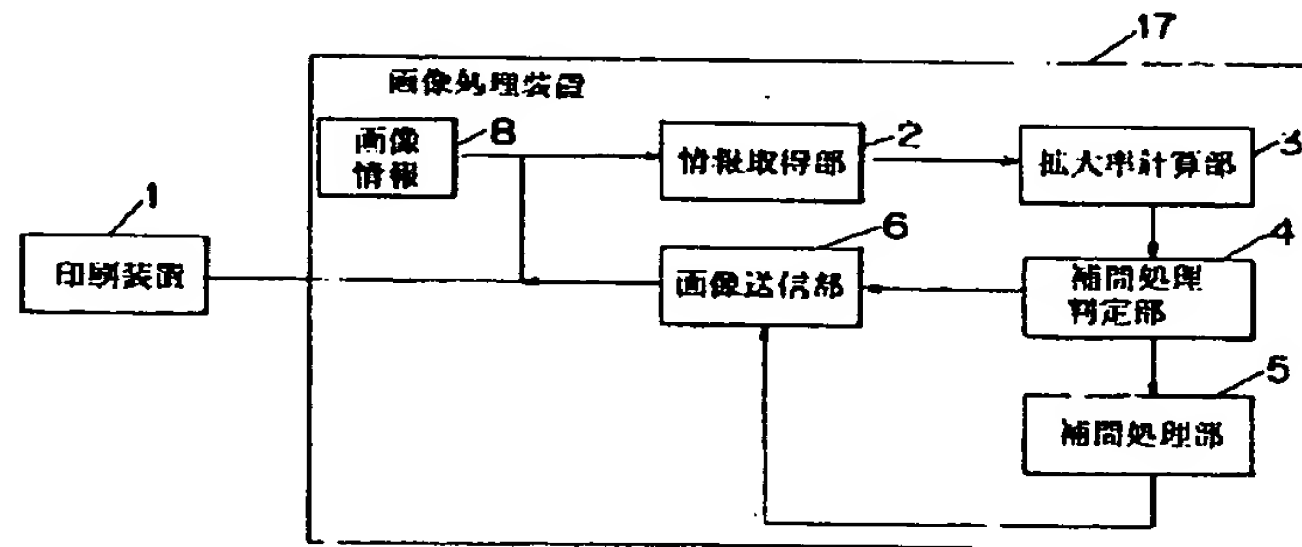 17
画像処理装置
画像
情報
8
情報取得部
2
拡大率計算部
3
1
印刷装置
画像送信部
6
補間処理
判定部
4
補間処理部
5